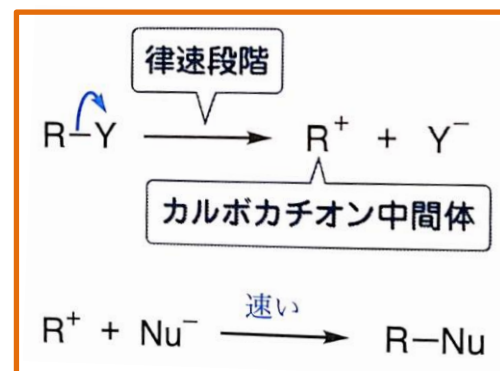 律速段階
R–Y → R⁺ + Y⁻
カルボカチオン中間体
速い
R⁺ + Nu⁻ → R–Nu